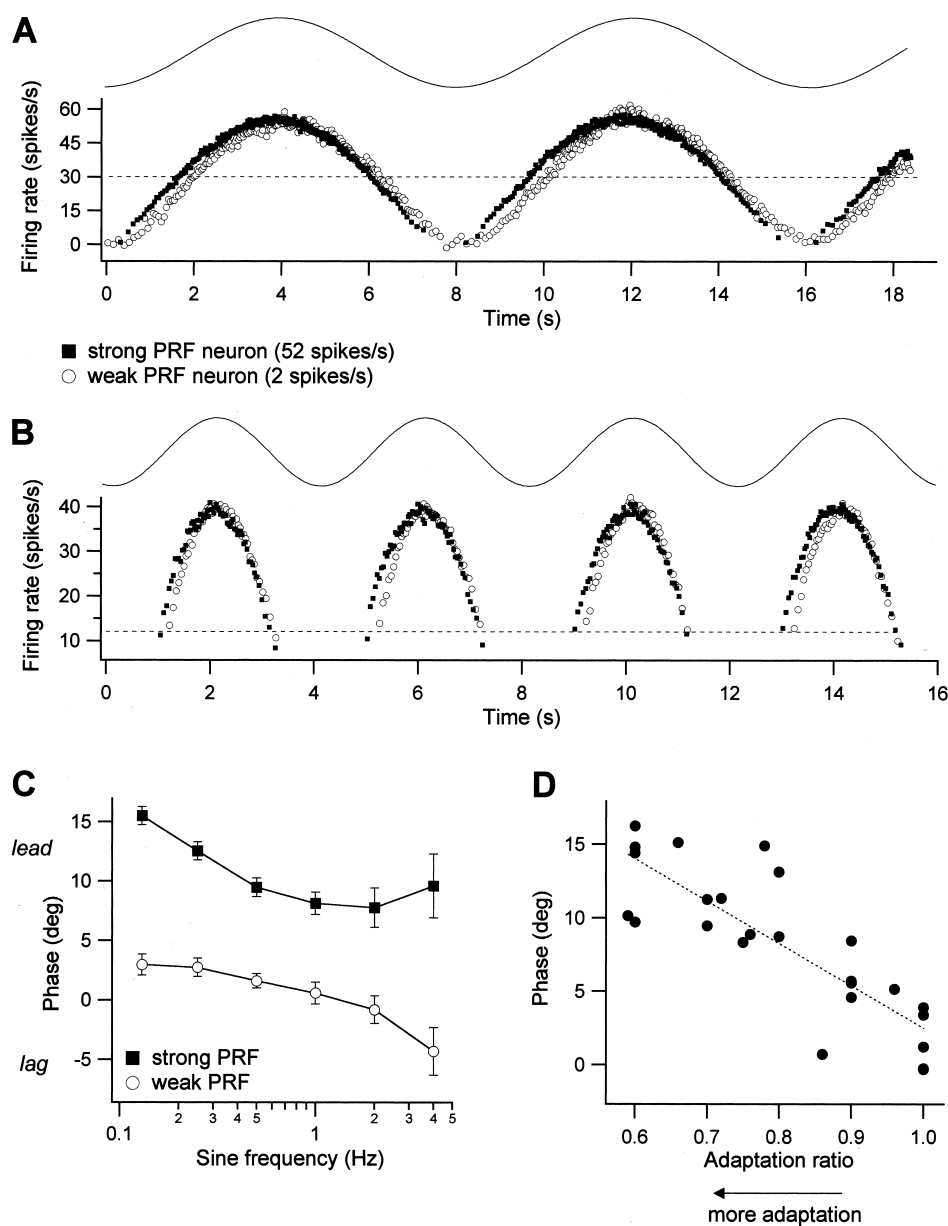 A
Firing rate (spikes/s)
60
45
30
15
0
0 2 4 6 8 10 12 14 16 18
Time (s)
strong PRF neuron (52 spikes/s)
weak PRF neuron (2 spikes/s)
B
Firing rate (spikes/s)
40
30
20
10
0 2 4 6 8 10 12 14 16
Time (s)
C
lead
lag
Phase (deg)
15
10
5
0
-5
strong PRF
weak PRF
0.1 2 3 4 5 1 2 3 4 5
Sine frequency (Hz)
D
Phase (deg)
15
10
5
0
0.6 0.7 0.8 0.9 1.0
Adaptation ratio
more adaptation